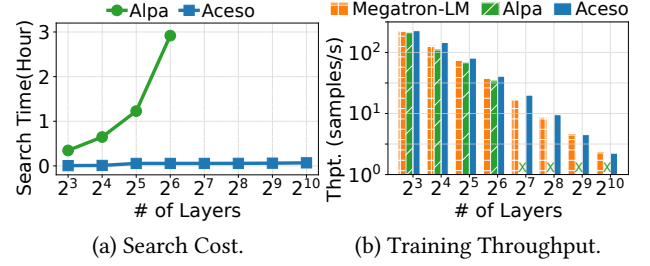 Alpa Aceso
Search Time(Hour)
3
2
1
0
2^3 2^4 2^5 2^6 2^7 2^8 2^9 2^10
# of Layers
(a) Search Cost.
Megatron-LM Alpa Aceso
Thpt. (samples/s)
10^2
10^1
10^0
x x x x
2^3 2^4 2^5 2^6 2^7 2^8 2^9 2^10
# of Layers
(b) Training Throughput.